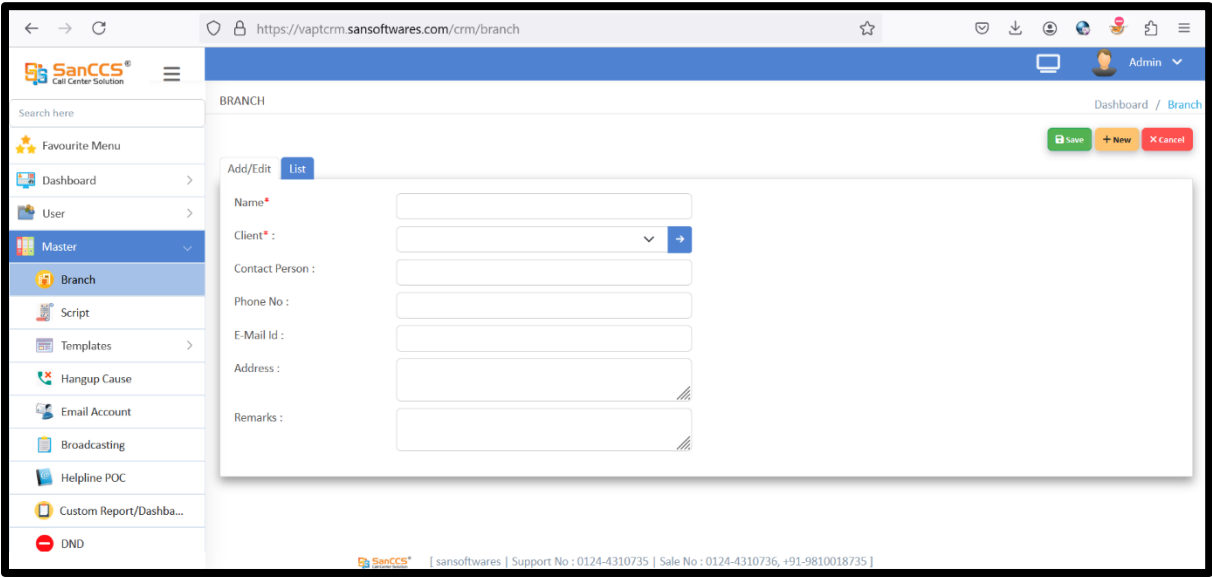 https://vaptcrm.sansoftwares.com/crm/branch
SanCCS®
Call Center Solution
Admin
Search here
BRANCH
Dashboard / Branch
Favourite Menu
Save
New
Cancel
Dashboard
Add/Edit
List
User
Name*
Master
Client* :
Branch
Contact Person :
Script
Phone No :
Templates
E-Mail Id :
Hangup Cause
Address :
Email Account
Remarks :
Broadcasting
Helpline POC
Custom Report/Dashba...
DND
SanCCS® [ sansoftwares | Support No : 0124-4310735 | Sale No : 0124-4310736, +91-9810018735 ]